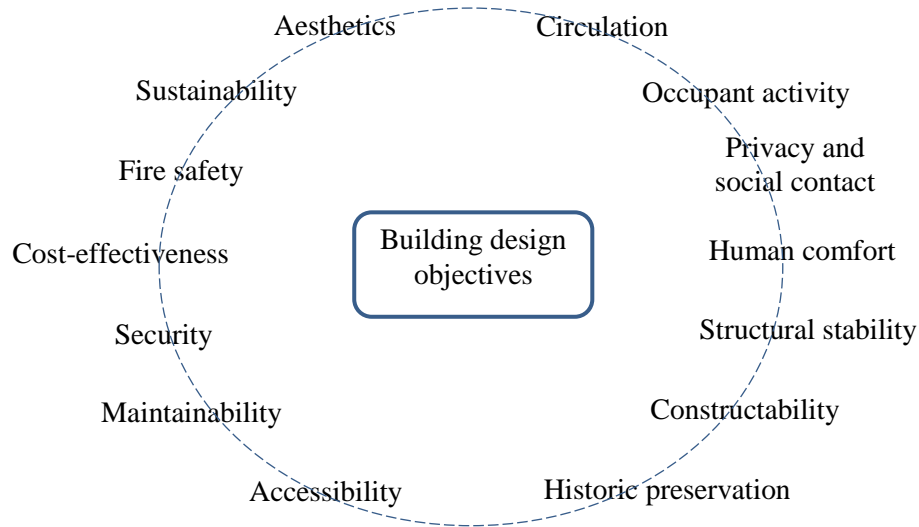 Aesthetics
Circulation
Sustainability
Occupant activity
Fire safety
Privacy and
social contact
Cost-effectiveness
Building design
objectives
Human comfort
Security
Structural stability
Maintainability
Constructability
Accessibility
Historic preservation